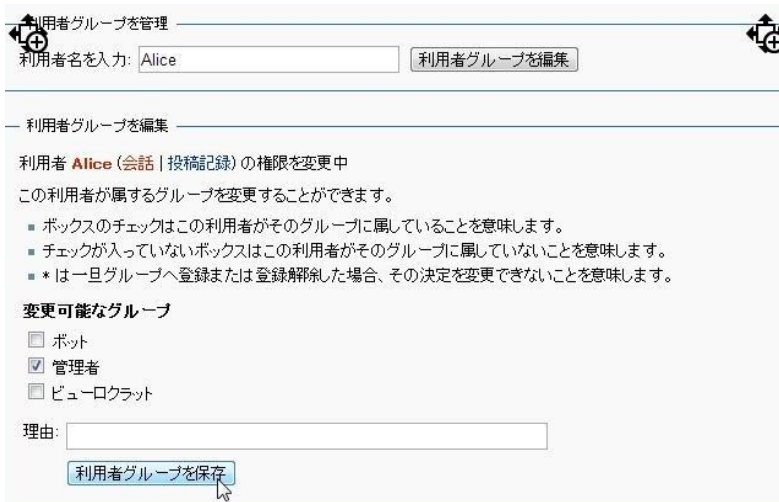 利用者グループを管理
利用者名を入力: Alice 利用者グループを編集
利用者グループを編集
利用者 Alice (会話 | 投稿記録) の権限を変更中
この利用者が属するグループを変更することができます。
ボックスのチェックはこの利用者がそのグループに属していることを意味します。
チェックが入っていないボックスはこの利用者がそのグループに属していないことを意味します。
* は一旦グループへ登録または登録解除した場合、その決定を変更できないことを意味します。
変更可能なグループ
ボット
管理者
ビューロクラット
理由:
利用者グループを保存